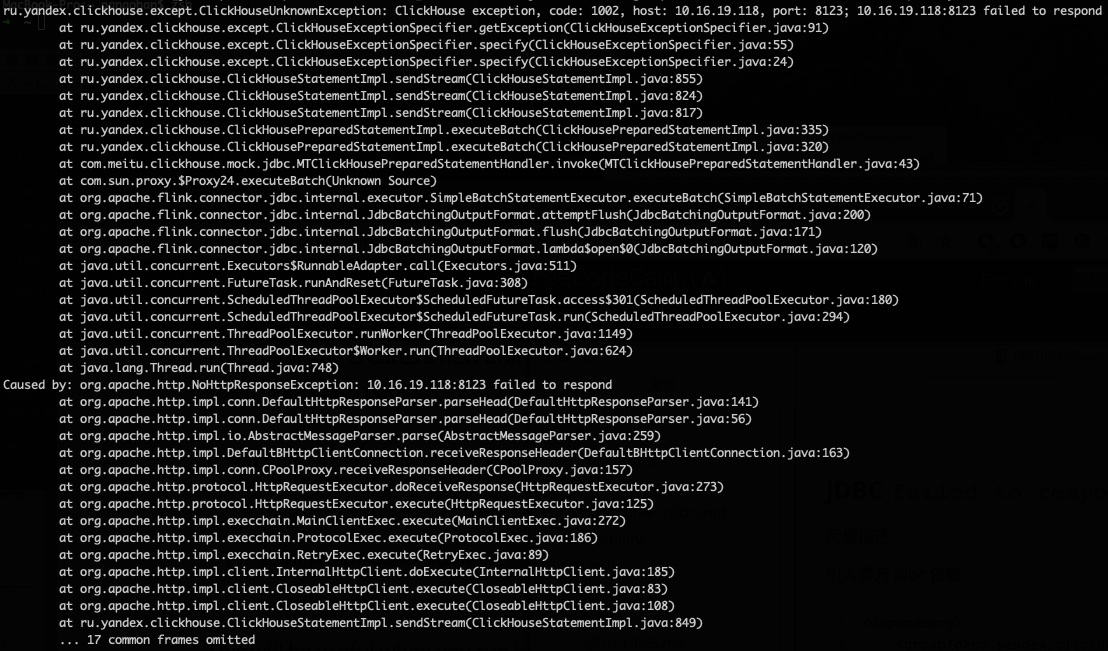 ru.yandex.clickhouse.except.ClickHouseUnknownException: ClickHouse exception, code: 1002, host: 10.16.19.118, port: 8123; 10.16.19.118:8123 failed to respond
at ru.yandex.clickhouse.except.ClickHouseExceptionSpecifier.getException(ClickHouseExceptionSpecifier.java:91)
at ru.yandex.clickhouse.except.ClickHouseExceptionSpecifier.specify(ClickHouseExceptionSpecifier.java:55)
at ru.yandex.clickhouse.except.ClickHouseExceptionSpecifier.specify(ClickHouseExceptionSpecifier.java:24)
at ru.yandex.clickhouse.ClickHouseStatementImpl.sendStream(ClickHouseStatementImpl.java:855)
at ru.yandex.clickhouse.ClickHouseStatementImpl.sendStream(ClickHouseStatementImpl.java:824)
at ru.yandex.clickhouse.ClickHouseStatementImpl.sendStream(ClickHouseStatementImpl.java:817)
at ru.yandex.clickhouse.ClickHousePreparedStatementImpl.executeBatch(ClickHousePreparedStatementImpl.java:335)
at ru.yandex.clickhouse.ClickHousePreparedStatementImpl.executeBatch(ClickHousePreparedStatementImpl.java:320)
at com.meitu.clickhouse.mock.jdbc.MTClickHousePreparedStatementHandler.invoke(MTClickHousePreparedStatementHandler.java:43)
at com.sun.proxy.$Proxy24.executeBatch(Unknown Source)
at org.apache.flink.connector.jdbc.internal.executor.SimpleBatchStatementExecutor.executeBatch(SimpleBatchStatementExecutor.java:71)
at org.apache.flink.connector.jdbc.internal.JdbcBatchingOutputFormat.attemptFlush(JdbcBatchingOutputFormat.java:200)
at org.apache.flink.connector.jdbc.internal.JdbcBatchingOutputFormat.flush(JdbcBatchingOutputFormat.java:171)
at org.apache.flink.connector.jdbc.internal.JdbcBatchingOutputFormat.lambda$open$0(JdbcBatchingOutputFormat.java:120)
at java.util.concurrent.Executors$RunnableAdapter.call(Executors.java:511)
at java.util.concurrent.FutureTask.runAndReset(FutureTask.java:308)
at java.util.concurrent.ScheduledThreadPoolExecutor$ScheduledFutureTask.access$301(ScheduledThreadPoolExecutor.java:180)
at java.util.concurrent.ScheduledThreadPoolExecutor$ScheduledFutureTask.run(ScheduledThreadPoolExecutor.java:294)
at java.util.concurrent.ThreadPoolExecutor.runWorker(ThreadPoolExecutor.java:1149)
at java.util.concurrent.ThreadPoolExecutor$Worker.run(ThreadPoolExecutor.java:624)
at java.lang.Thread.run(Thread.java:748)
Caused by: org.apache.http.NoHttpResponseException: 10.16.19.118:8123 failed to respond
at org.apache.http.impl.conn.DefaultHttpResponseParser.parseHead(DefaultHttpResponseParser.java:141)
at org.apache.http.impl.conn.DefaultHttpResponseParser.parseHead(DefaultHttpResponseParser.java:56)
at org.apache.http.impl.io.AbstractMessageParser.parse(AbstractMessageParser.java:259)
at org.apache.http.impl.DefaultBHttpClientConnection.receiveResponseHeader(DefaultBHttpClientConnection.java:163)
at org.apache.http.impl.conn.CPoolProxy.receiveResponseHeader(CPoolProxy.java:157)
at org.apache.http.protocol.HttpRequestExecutor.doReceiveResponse(HttpRequestExecutor.java:273)
at org.apache.http.protocol.HttpRequestExecutor.execute(HttpRequestExecutor.java:125)
at org.apache.http.impl.execchain.MainClientExec.execute(MainClientExec.java:272)
at org.apache.http.impl.execchain.ProtocolExec.execute(ProtocolExec.java:186)
at org.apache.http.impl.execchain.RetryExec.execute(RetryExec.java:89)
at org.apache.http.impl.client.InternalHttpClient.doExecute(InternalHttpClient.java:185)
at org.apache.http.impl.client.CloseableHttpClient.execute(CloseableHttpClient.java:83)
at org.apache.http.impl.client.CloseableHttpClient.execute(CloseableHttpClient.java:108)
at ru.yandex.clickhouse.ClickHouseStatementImpl.sendStream(ClickHouseStatementImpl.java:849)
... 17 common frames omitted